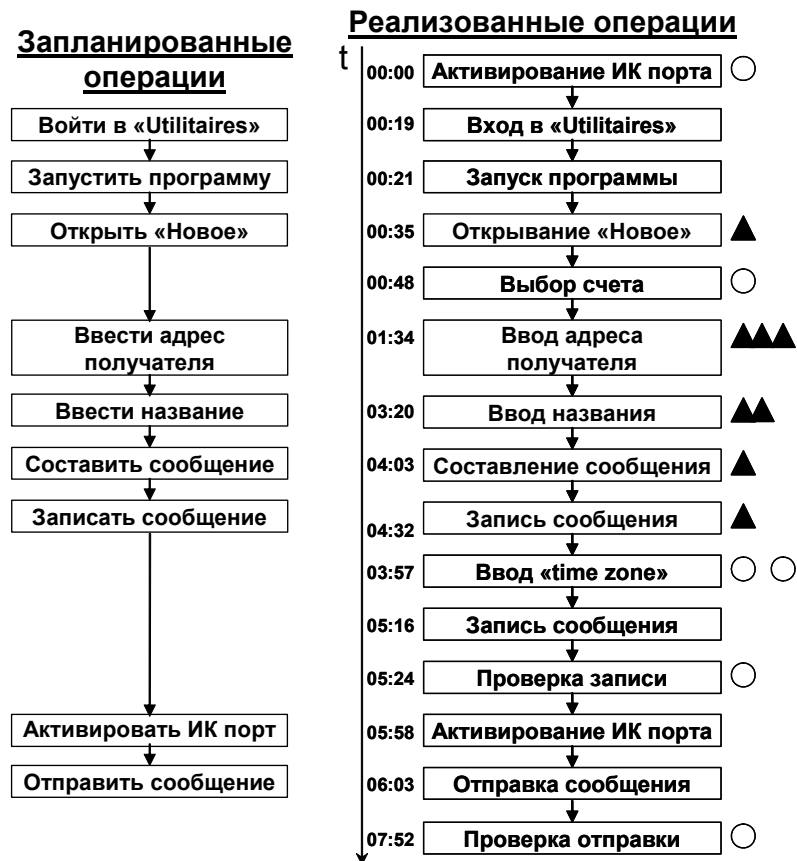 Запланированные
операции
Войти в «Utilitaires»
Запустить программу
Открыть «Новое»
Ввести адрес
получателя
Ввести название
Составить сообщение
Записать сообщение
Активировать ИК порт
Отправить сообщение
Реализованные операции
t
00:00 Активирование ИК порта
00:19 Вход в «Utilitaires»
00:21 Запуск программы
00:35 Открывание «Новое»
00:48 Выбор счета
01:34 Ввод адреса
получателя
03:20 Ввод названия
04:03 Составление сообщения
04:32 Запись сообщения
03:57 Ввод «time zone»
05:16 Запись сообщения
05:24 Проверка записи
05:58 Активирование ИК порта
06:03 Отправка сообщения
07:52 Проверка отправки